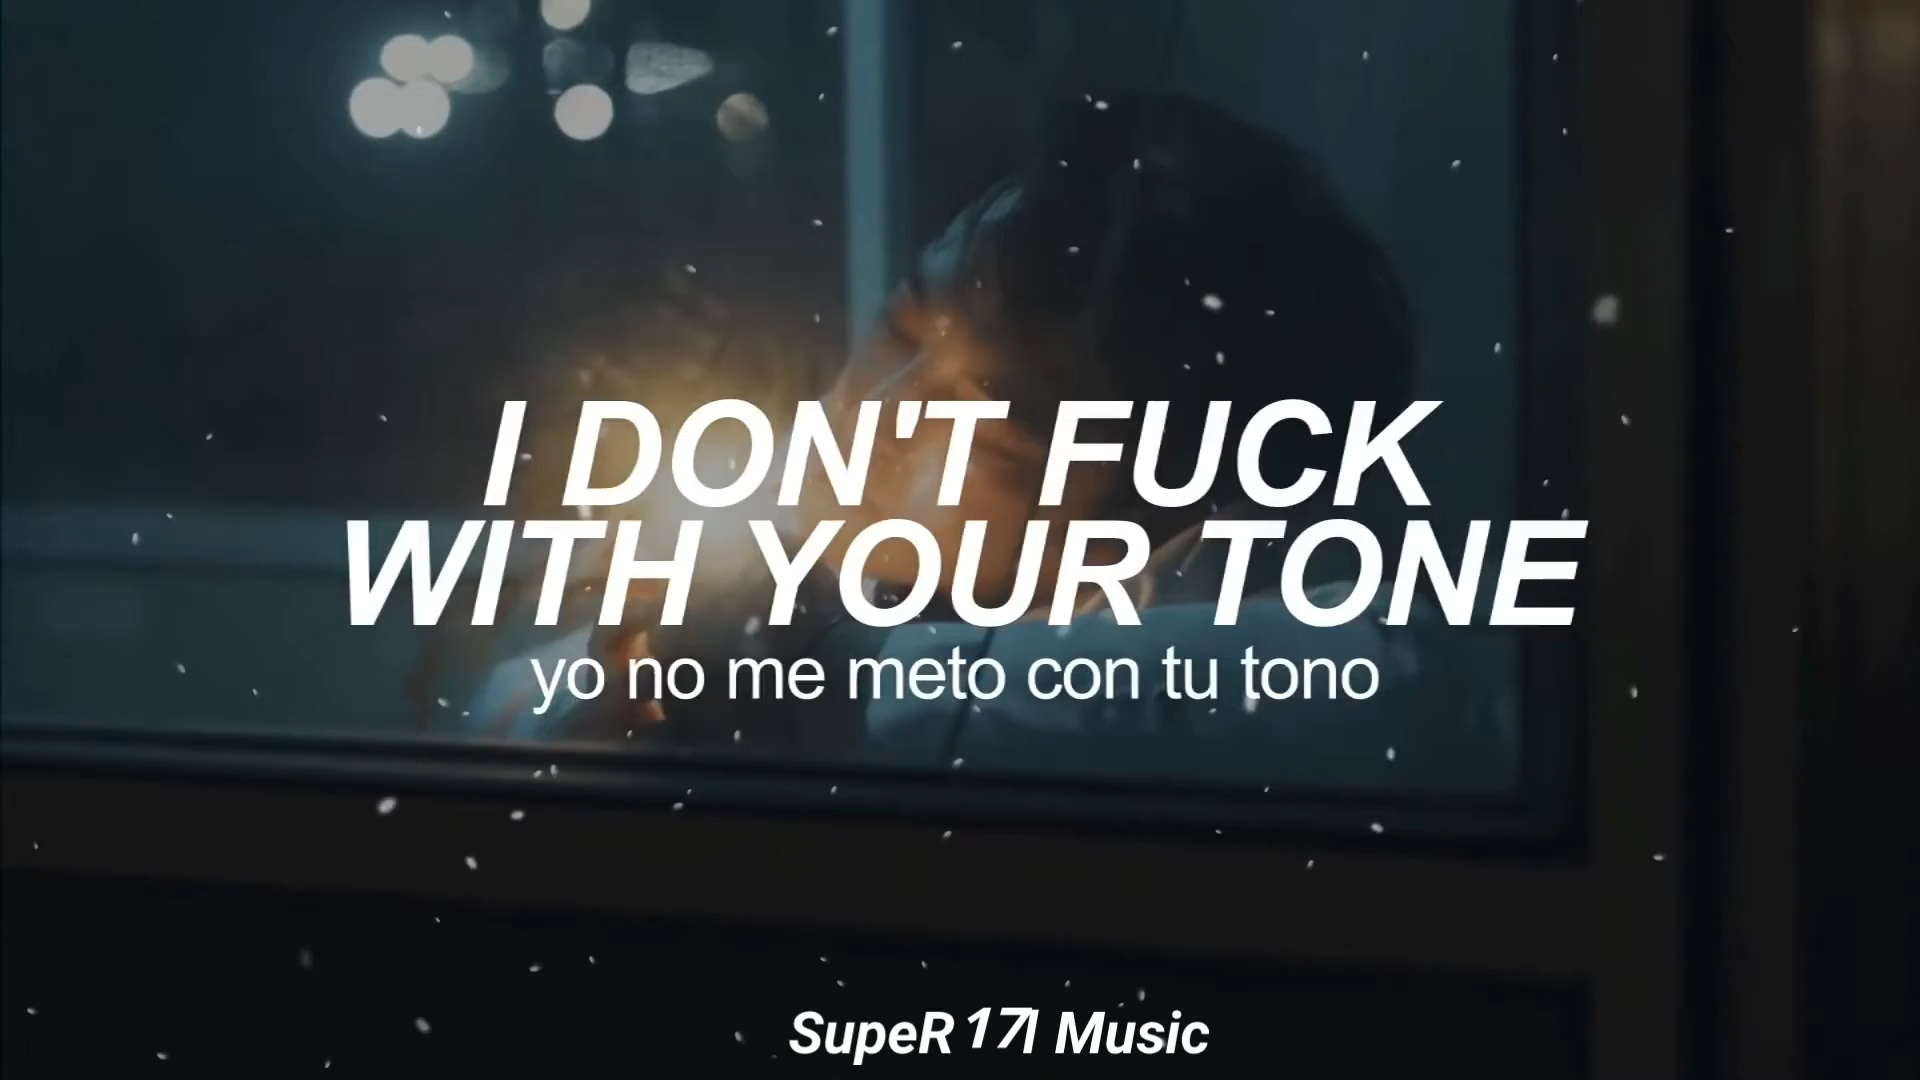 I DON'T FUCK
WITH YOUR TONE
yo no me meto con tu tono
SupeR 17l Music